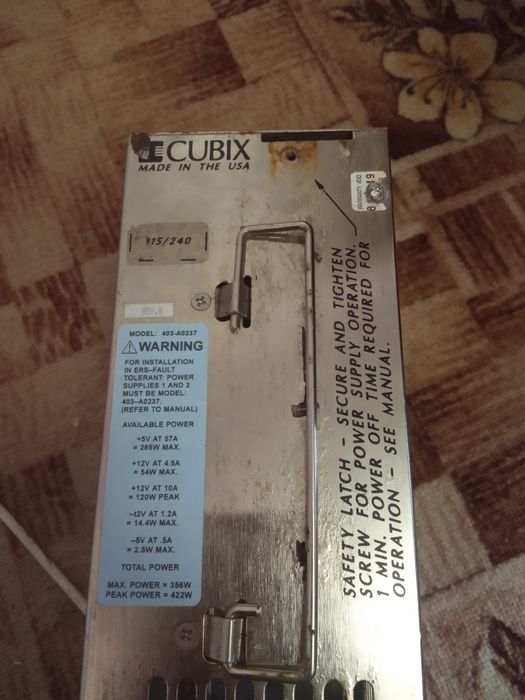 CUBIX
MADE IN THE USA
WARRANTY VOID
115/240
REV. B
MODEL: 403-A0237
WARNING
FOR INSTALLATION
IN ERS-FAULT
TOLERANT: POWER
SUPPLIES 1 AND 2
MUST BE MODEL:
403-A0237.
(REFER TO MANUAL)
AVAILABLE POWER
+5V AT 57A
= 285W MAX.
+12V AT 4.5A
= 54W MAX.
+12V AT 10A
= 120W PEAK
-12V AT 1.2A
= 14.4W MAX.
-5V AT .5A
= 2.5W MAX.
TOTAL POWER
MAX. POWER = 356W
PEAK POWER = 422W
SAFETY LATCH - SECURE AND TIGHTEN
SCREW FOR POWER SUPPLY OPERATION.
1 MIN. POWER OFF TIME REQUIRED FOR
OPERATION - SEE MANUAL.